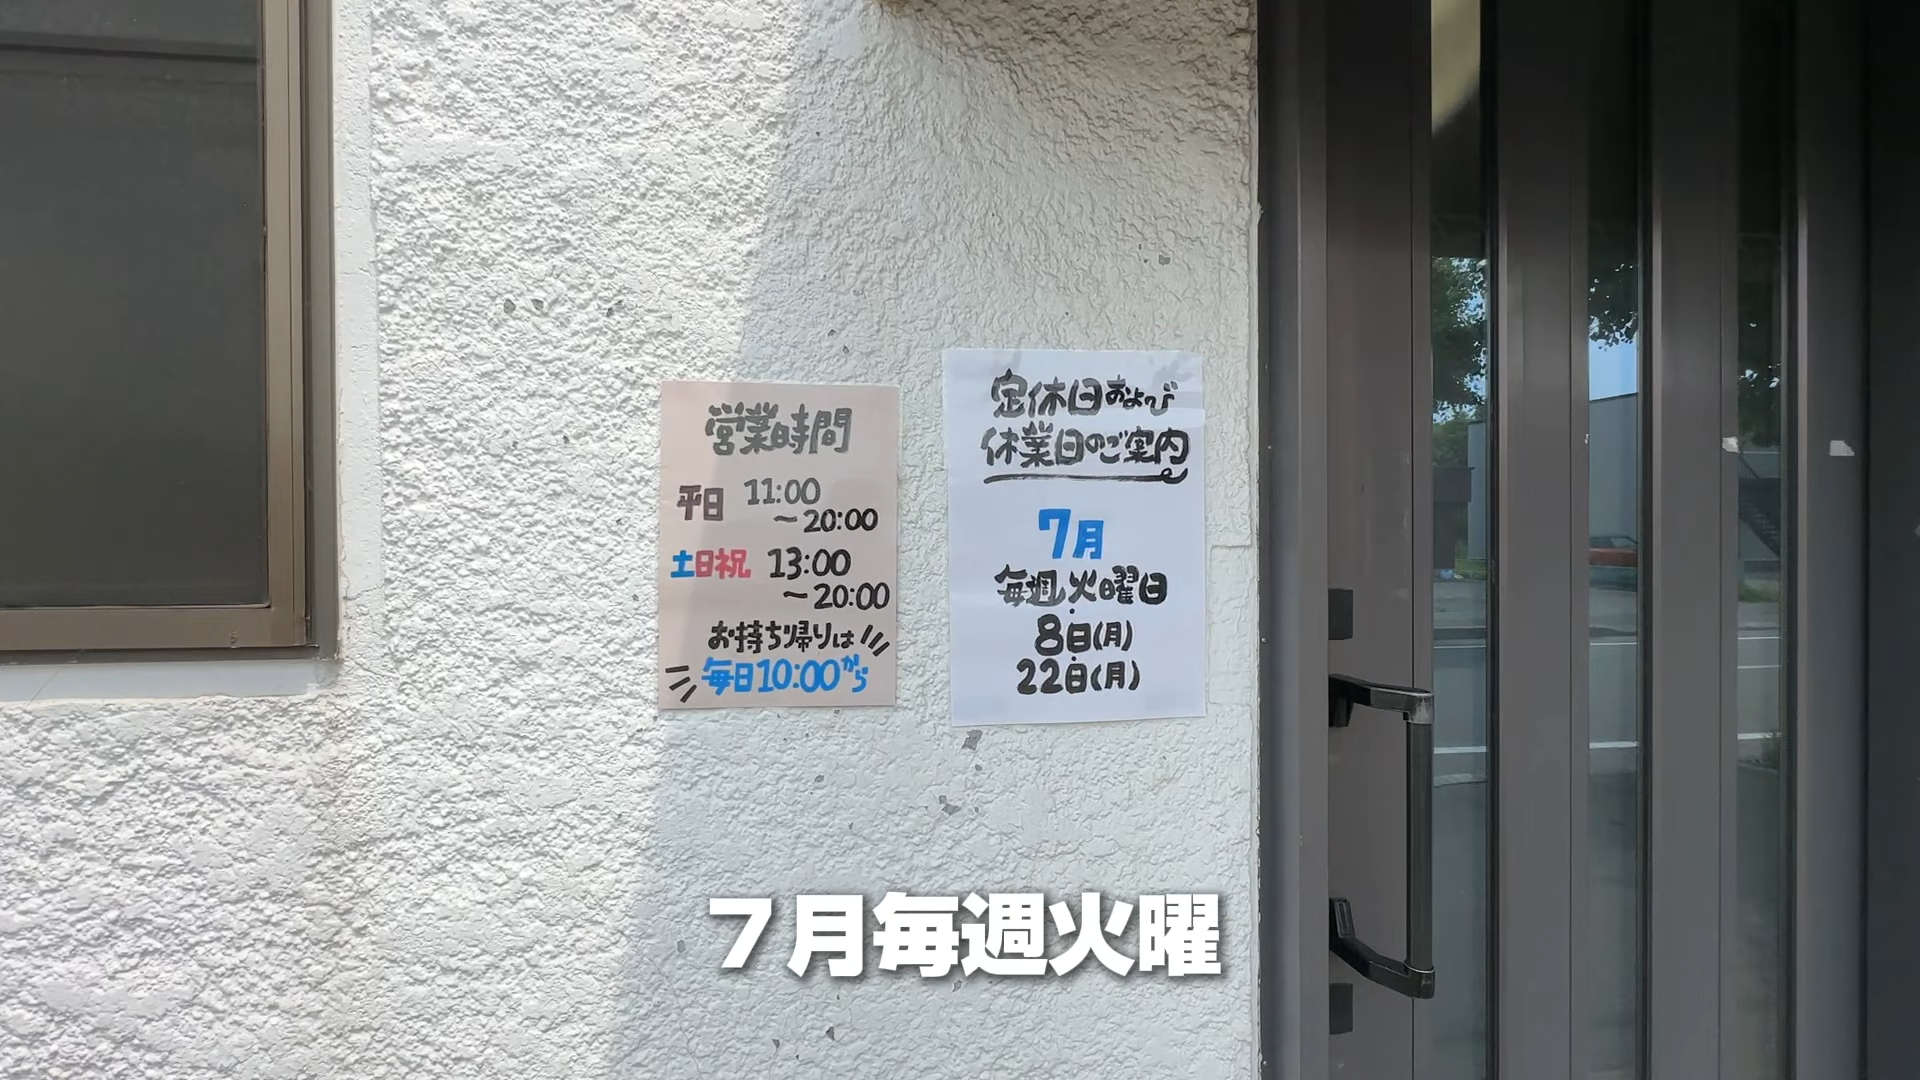 営業時間
平日 11:00
～20:00
土日祝 13:00
～20:00
お持ち帰りは
毎日10:00から
定休日および
休業日のご案内
7月
毎週火曜日
8日(月)
22日(月)
７月毎週火曜